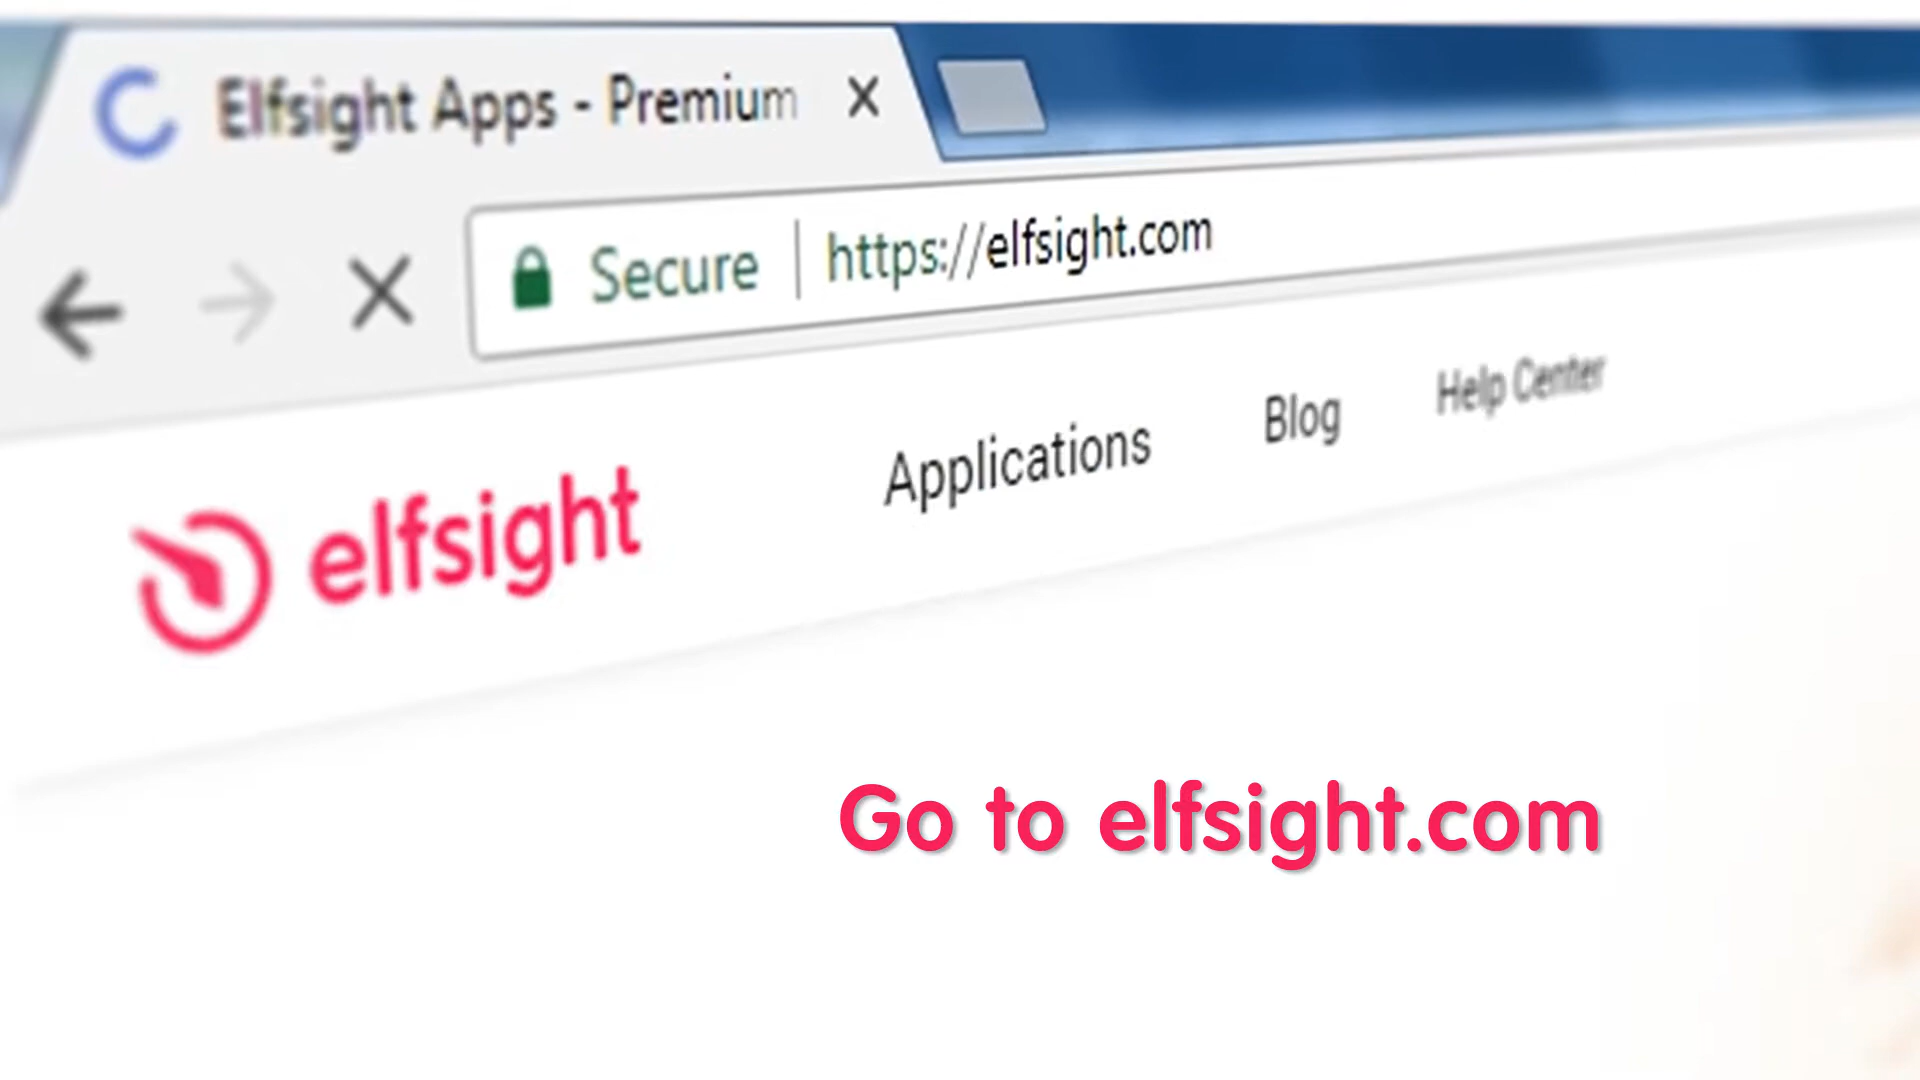 Elfsight Apps - Premium
Secure https://elfsight.com
elfsight Applications Blog Help Center
Go to elfsight.com